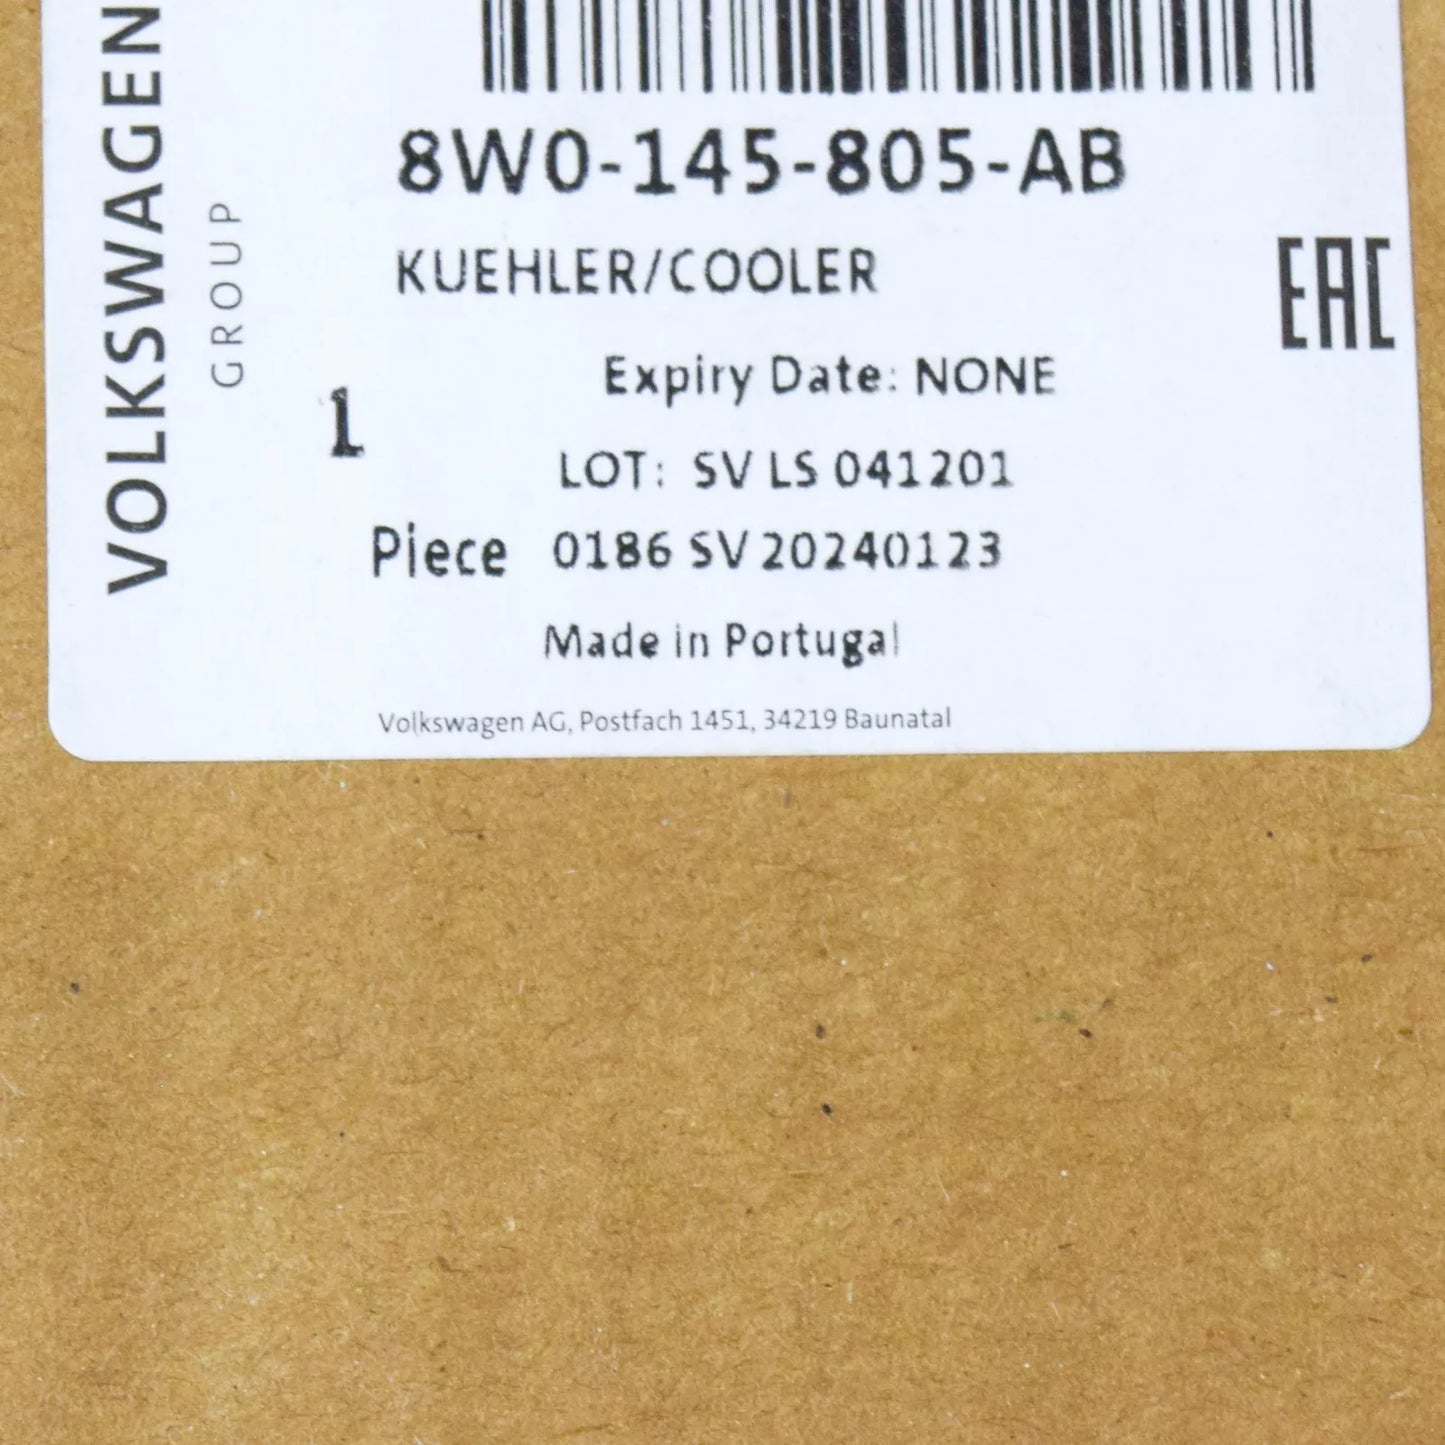 VOLKSWAGEN
GROUP
8W0-145-805-AB
KUEHLER/COOLER
EAC
Expiry Date: NONE
1
LOT: SV LS 041201
Piece 0186 SV 20240123
Made in Portugal
Volkswagen AG, Postfach 1451, 34219 Baunatal